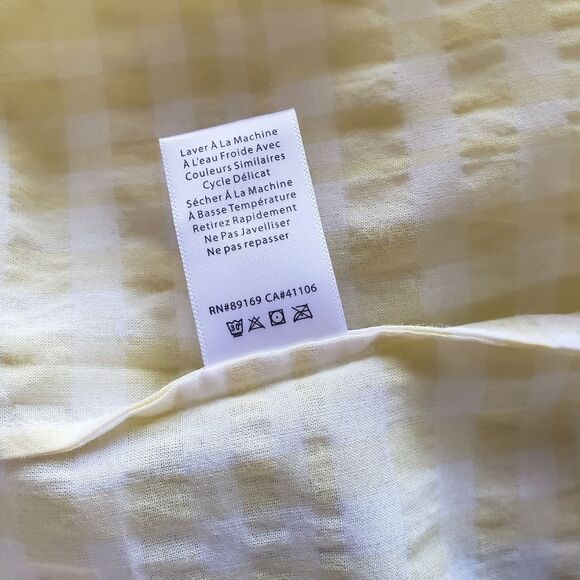 Laver À La Machine
À L'eau Froide Avec
Couleurs Similaires
Cycle Délicat
Sécher À La Machine
À Basse Température
Retirez Rapidement
Ne Pas Javelliser
Ne pas repasser
RN#89169 CA#41106
30°